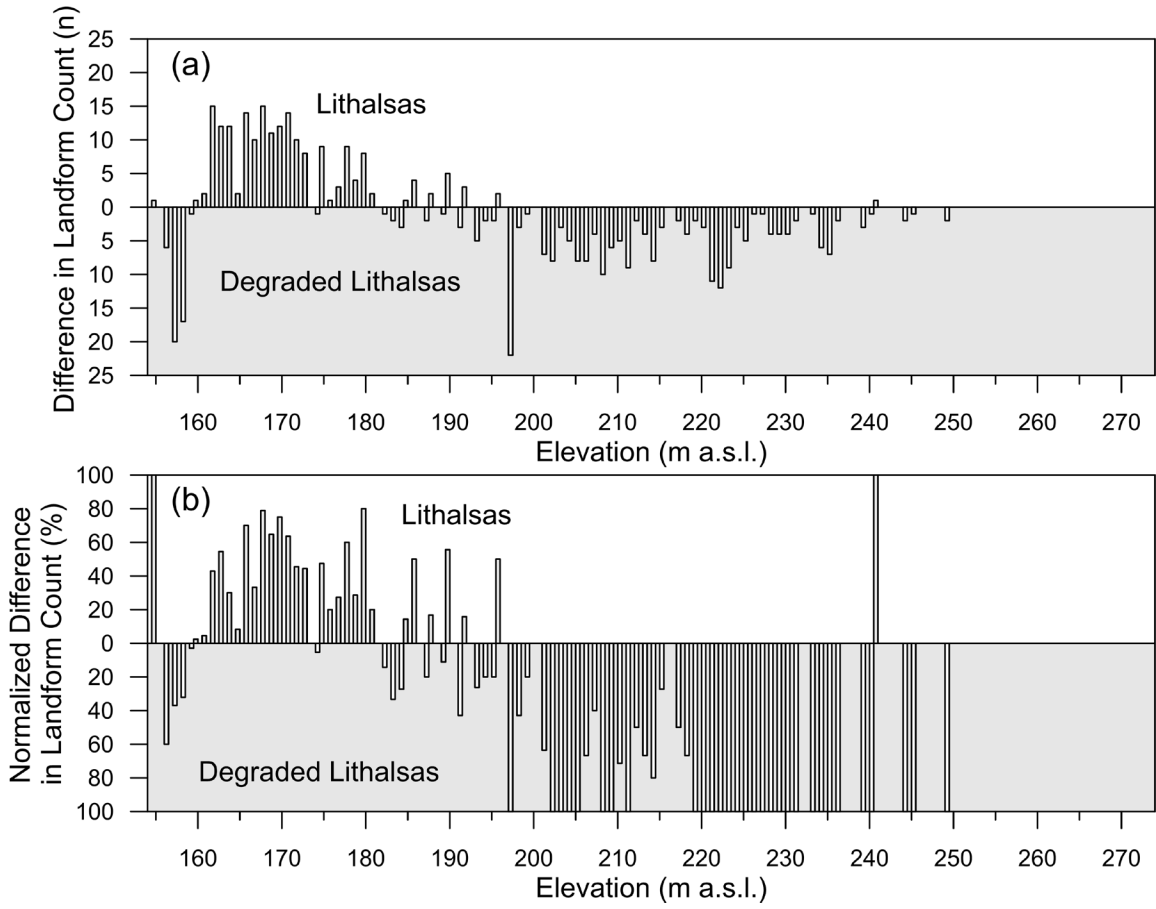 (a)
Difference in Landform Count (n)
25
20
15
10
5
0
5
10
15
20
25
Lithalsas
Degraded Lithalsas
160 170 180 190 200 210 220 230 240 250 260 270
Elevation (m a.s.l.)
(b)
Normalized Difference
in Landform Count (%)
100
80
60
40
20
0
20
40
60
80
100
Lithalsas
Degraded Lithalsas
160 170 180 190 200 210 220 230 240 250 260 270
Elevation (m a.s.l.)